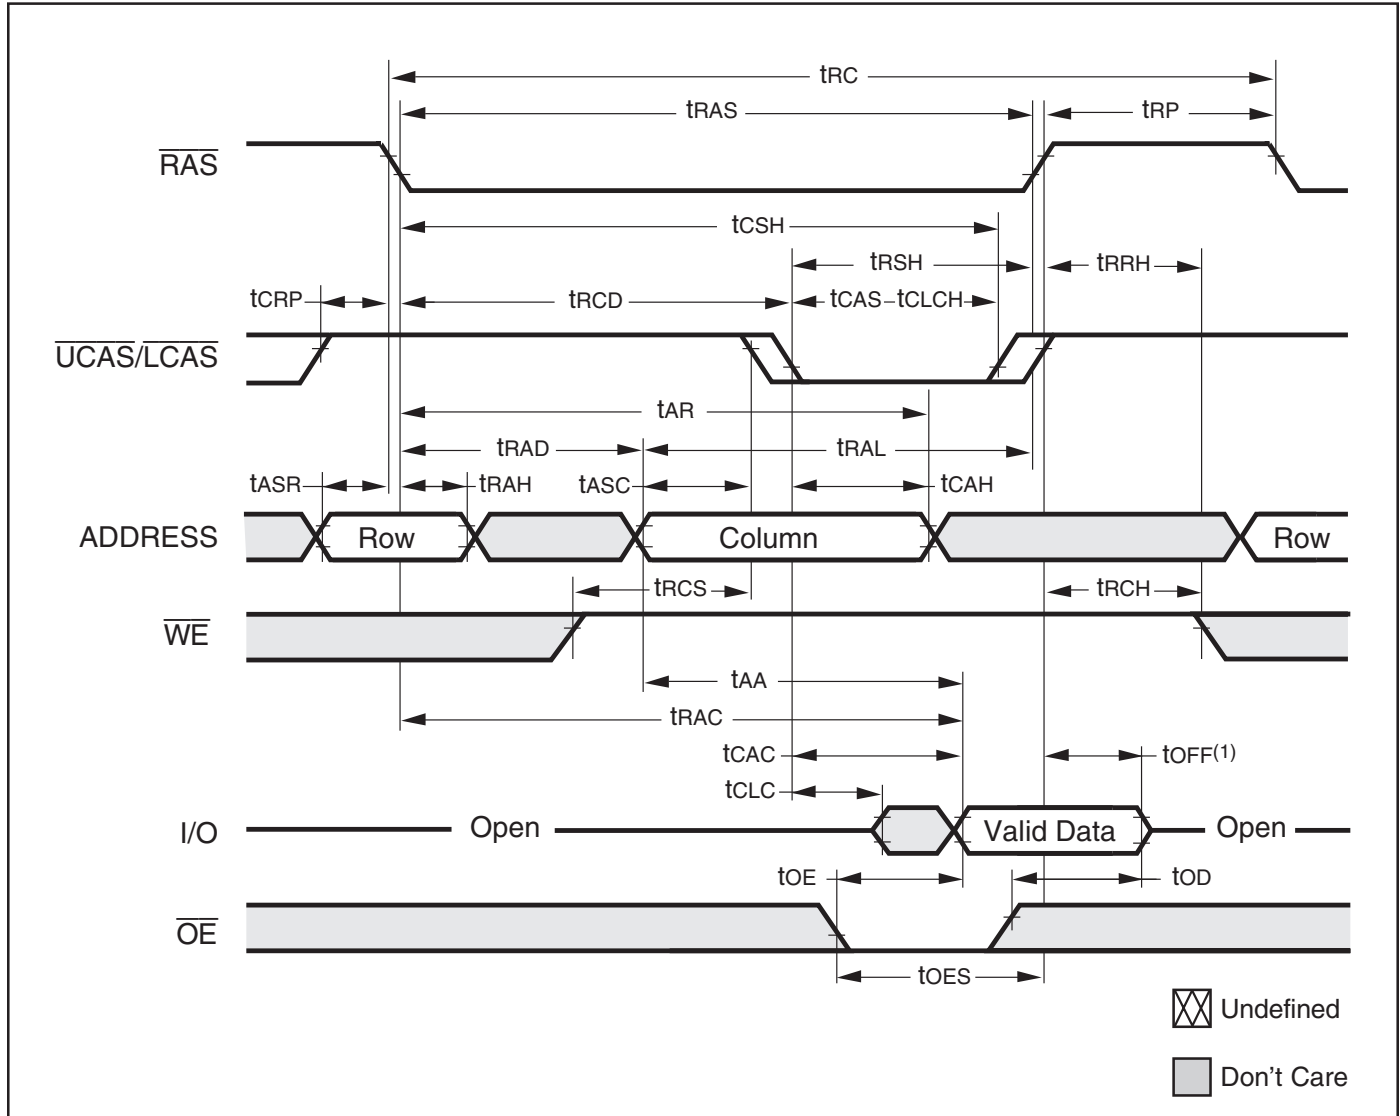 tRC
tRAS
tRP
RAS
tCSH
tRSH
tRRH
tCRP
tRCD
tCAS
tCLCH
UCAS/LCAS
tAR
tRAD
tRAL
tASR
tRAH
tASC
tCAH
ADDRESS
Row
Column
Row
tRCS
tRCH
WE
tAA
tRAC
tCAC
tOFF(1)
tCLC
I/O
Open
Valid Data
Open
tOE
tOD
OE
tOES
Undefined
Don't Care